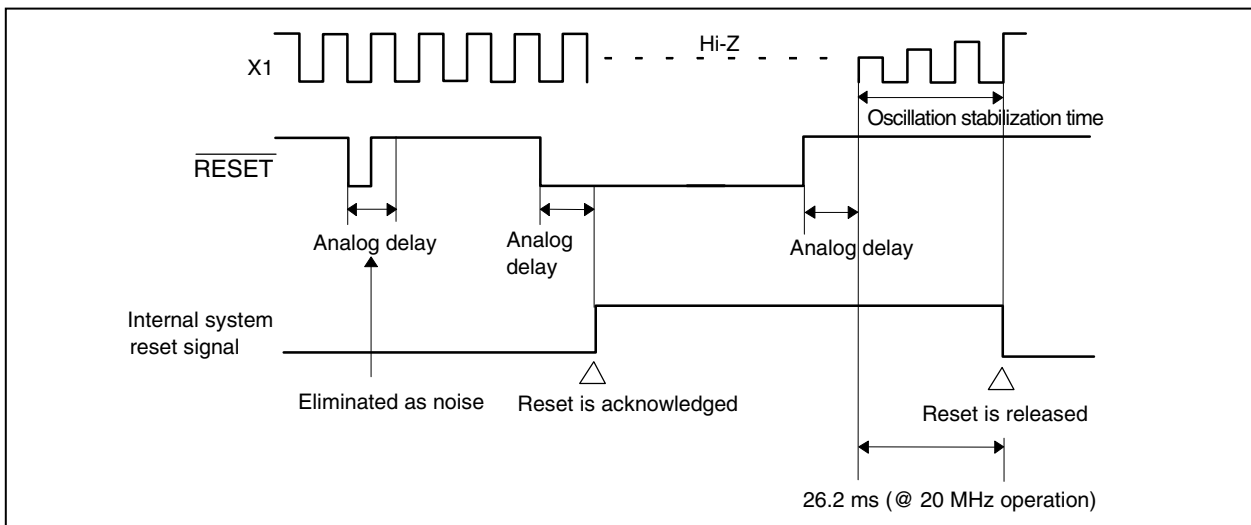 Hi-Z
X1
Oscillation stabilization time
RESET
Analog delay
Analog
delay
Analog delay
Internal system
reset signal
Eliminated as noise
Reset is acknowledged
Reset is released
26.2 ms (@ 20 MHz operation)